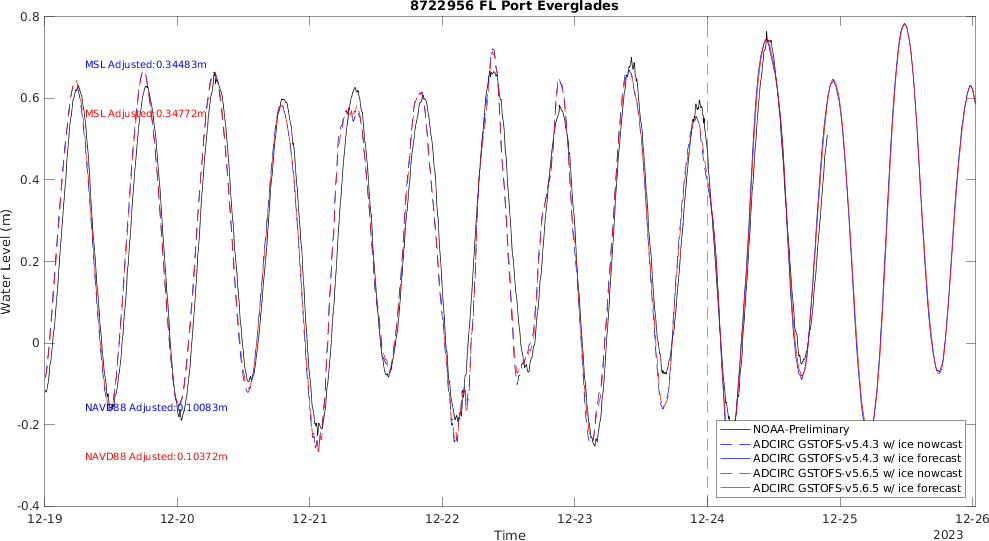 8722956 FL Port Everglades
0.8
0.6
0.4
0.2
0
-0.2
-0.4
Water Level (m)
MSL Adjusted:0.34483m
MSL Adjusted:0.34772m
NAVD88 Adjusted:0.10083m
NAVD88 Adjusted:0.10372m
NOAA-Preliminary
ADCIRC GSTOFS-v5.4.3 w/ ice nowcast
ADCIRC GSTOFS-v5.4.3 w/ ice forecast
ADCIRC GSTOFS-v5.6.5 w/ ice nowcast
ADCIRC GSTOFS-v5.6.5 w/ ice forecast
12-19 12-20 12-21 12-22 12-23 12-24 12-25 12-26
Time
2023